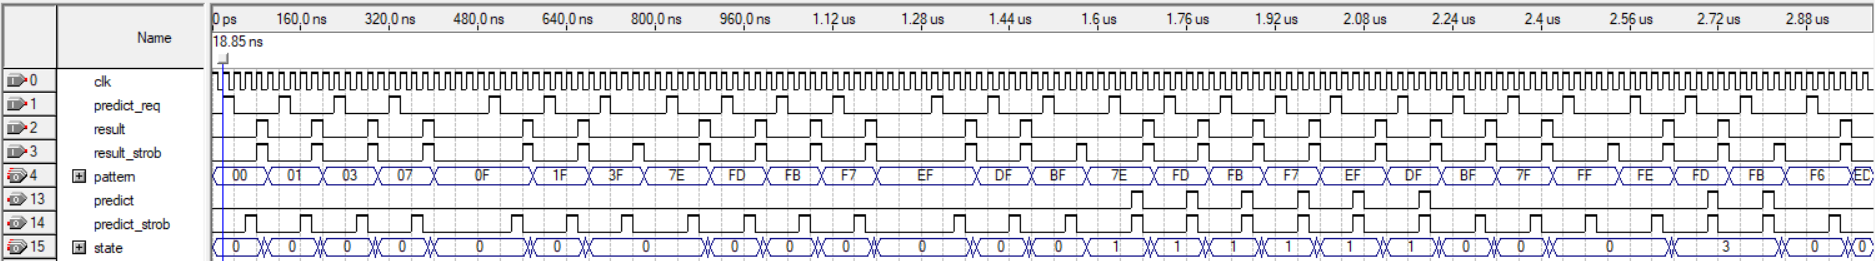 Name
0 ps 160.0 ns 320.0 ns 480.0 ns 640.0 ns 800.0 ns 960.0 ns 1.12 us 1.28 us 1.44 us 1.6 us 1.76 us 1.92 us 2.08 us 2.24 us 2.4 us 2.56 us 2.72 us 2.88 us
18.85 ns
0 clk
1 predict_req
2 result
3 result_strob
4 pattern 00 01 03 07 0F 1F 3F 7E FD FB F7 EF DF BF 7E FD FB F7 EF DF BF 7F FF FE FD FB F6 ED
13 predict
14 predict_strob
15 state 0 0 0 0 0 0 0 0 0 0 0 0 0 1 1 1 1 1 1 0 0 0 3 0 0